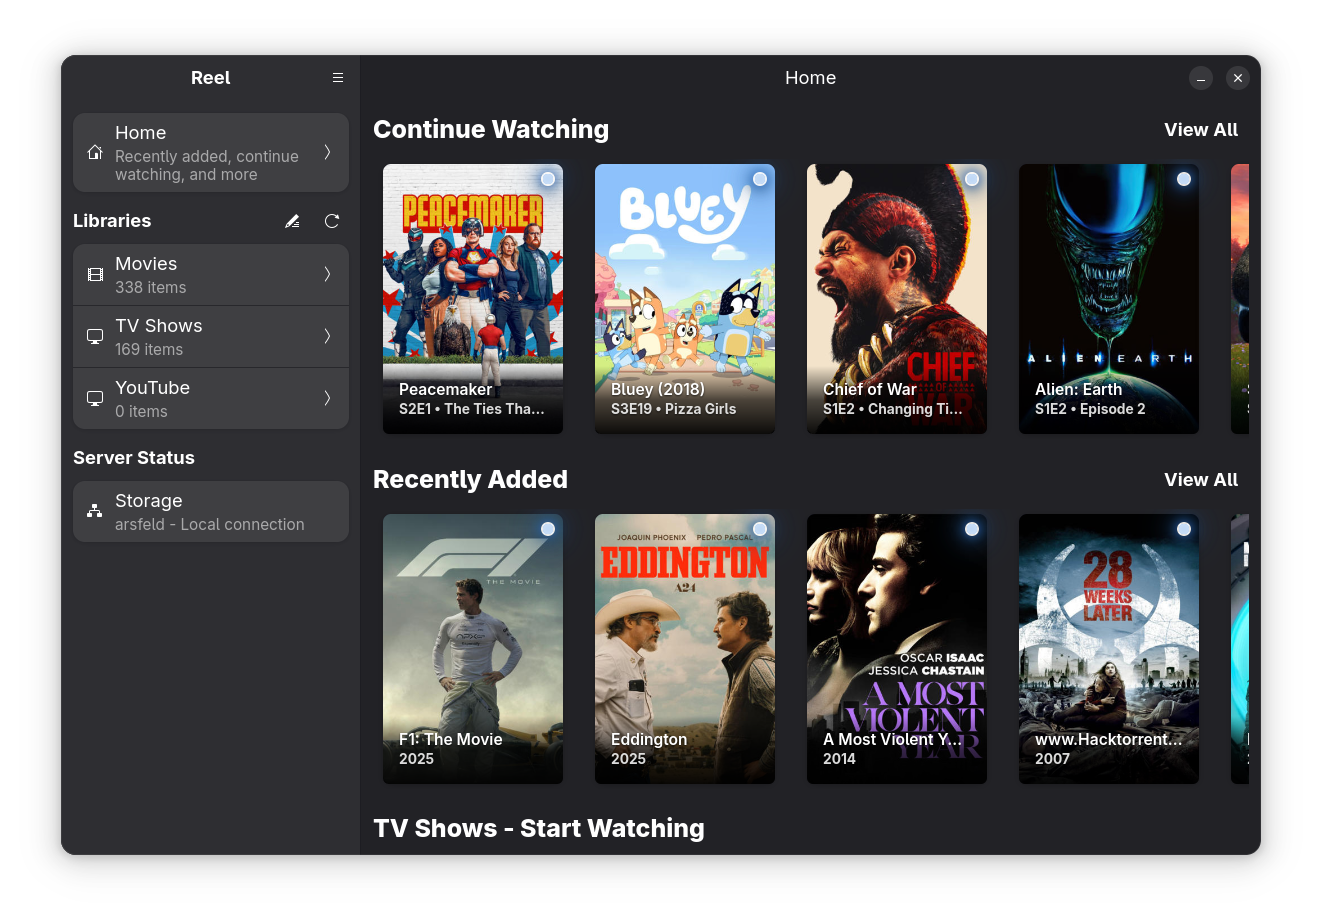 Reel
Home
Home
Recently added, continue
watching, and more
Libraries
Movies
338 items
TV Shows
169 items
YouTube
0 items
Server Status
Storage
arsfeld - Local connection
Continue Watching
View All
PEACEMAKER
Peacemaker
S2E1 • The Ties Tha...
BLUEY
Bluey (2018)
S3E19 • Pizza Girls
CHIEF
OF
WAR
Chief of War
S1E2 • Changing Ti...
ALIEN: EARTH
Alien: Earth
S1E2 • Episode 2
Recently Added
View All
F1
THE MOVIE
F1: The Movie
2025
JOAQUIN PHOENIX PEDRO PASCAL
EDDINGTON
A24
Eddington
2025
OSCAR ISAAC
JESSICA CHASTAIN
A MOST
VIOLENT
YEAR
A Most Violent Y...
2014
28
WEEKS
LATER
www.Hacktorrent...
2007
TV Shows - Start Watching